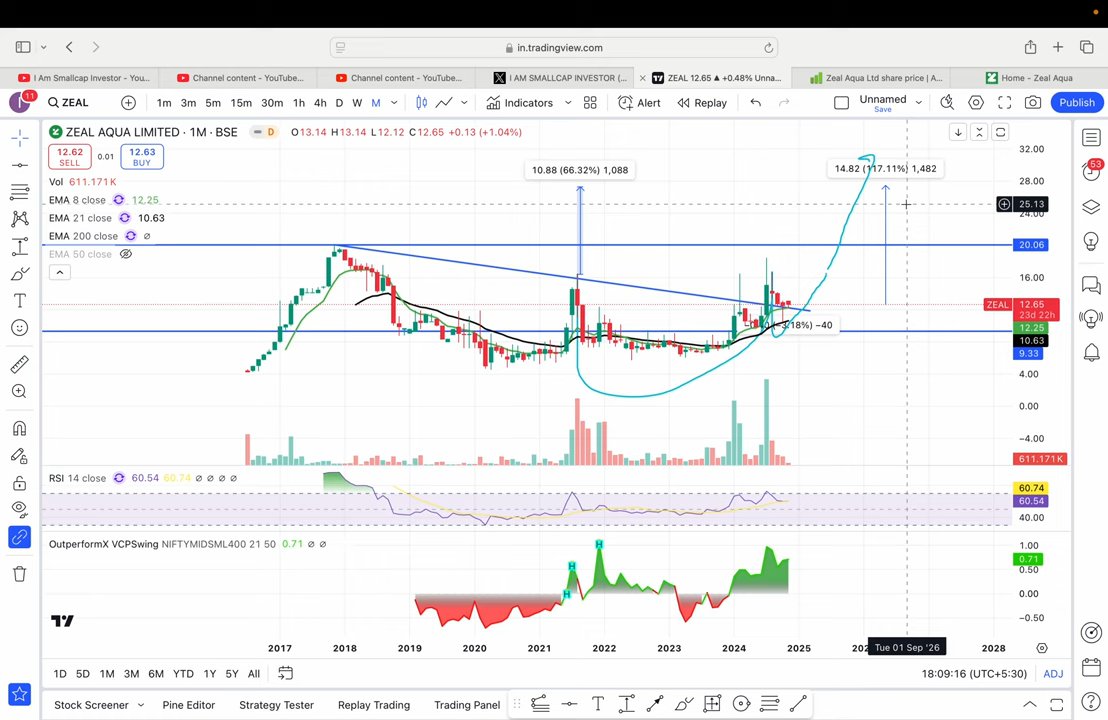 in.tradingview.com
I Am Smallcap Investor - You...
Channel content - YouTube...
Channel content - YouTube...
I AM SMALLCAP INVESTOR (...
ZEAL 12.65 ▲ +0.48% Unna...
Zeal Aqua Ltd share price | A...
Home - Zeal Aqua
11
ZEAL
1m 3m 5m 15m 30m 1h 4h D W M
Indicators
Alert
Replay
Unnamed
Save
Publish
ZEAL AQUA LIMITED · 1M · BSE
D
O13.14 H13.14 L12.12 C12.65 +0.13 (+1.04%)
12.62
SELL
0.01
12.63
BUY
Vol 611.171K
EMA 8 close 12.25
EMA 21 close 10.63
EMA 200 close ∅
EMA 50 close
10.88 (66.32%) 1,088
14.82 (117.11%) 1,482
(−3.18%) −40
32.00
28.00
25.13
24.00
20.06
16.00
ZEAL 12.65
23d 22h
12.25
10.63
9.33
4.00
0.00
−4.00
611.171K
53
RSI 14 close 60.54 60.74 ∅ ∅ ∅ ∅
60.74
60.54
40.00
OutperformX VCPSwing NIFTYMIDSML400 21 50 0.71 ∅ ∅
H
H
H
1.00
0.71
0.50
0.00
−0.50
2017 2018 2019 2020 2021 2022 2023 2024 2025 Tue 01 Sep '26 2028
1D 5D 1M 3M 6M YTD 1Y 5Y All
18:09:16 (UTC+5:30)
ADJ
Stock Screener
Pine Editor
Strategy Tester
Replay Trading
Trading Panel